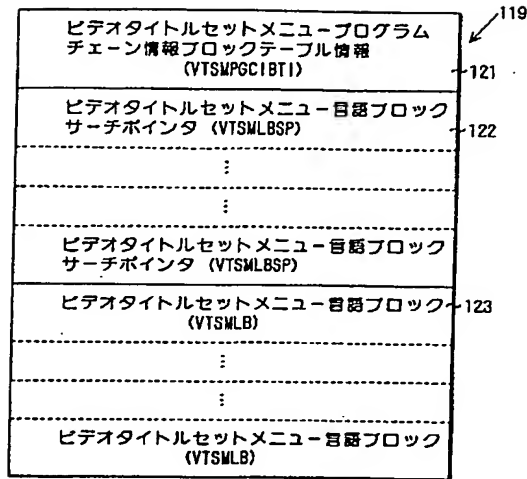 119
ビデオタイトルセットメニュープログラム
チェーン情報ブロックテーブル情報
(VTSMPGCIBTI)
121
ビデオタイトルセットメニュー言語ブロック
サーチポインタ (VTSMLBSP)
122
⋮
⋮
ビデオタイトルセットメニュー言語ブロック
サーチポインタ (VTSMLBSP)
ビデオタイトルセットメニュー言語ブロック
(VTSMLB)
123
⋮
⋮
ビデオタイトルセットメニュー言語ブロック
(VTSMLB)